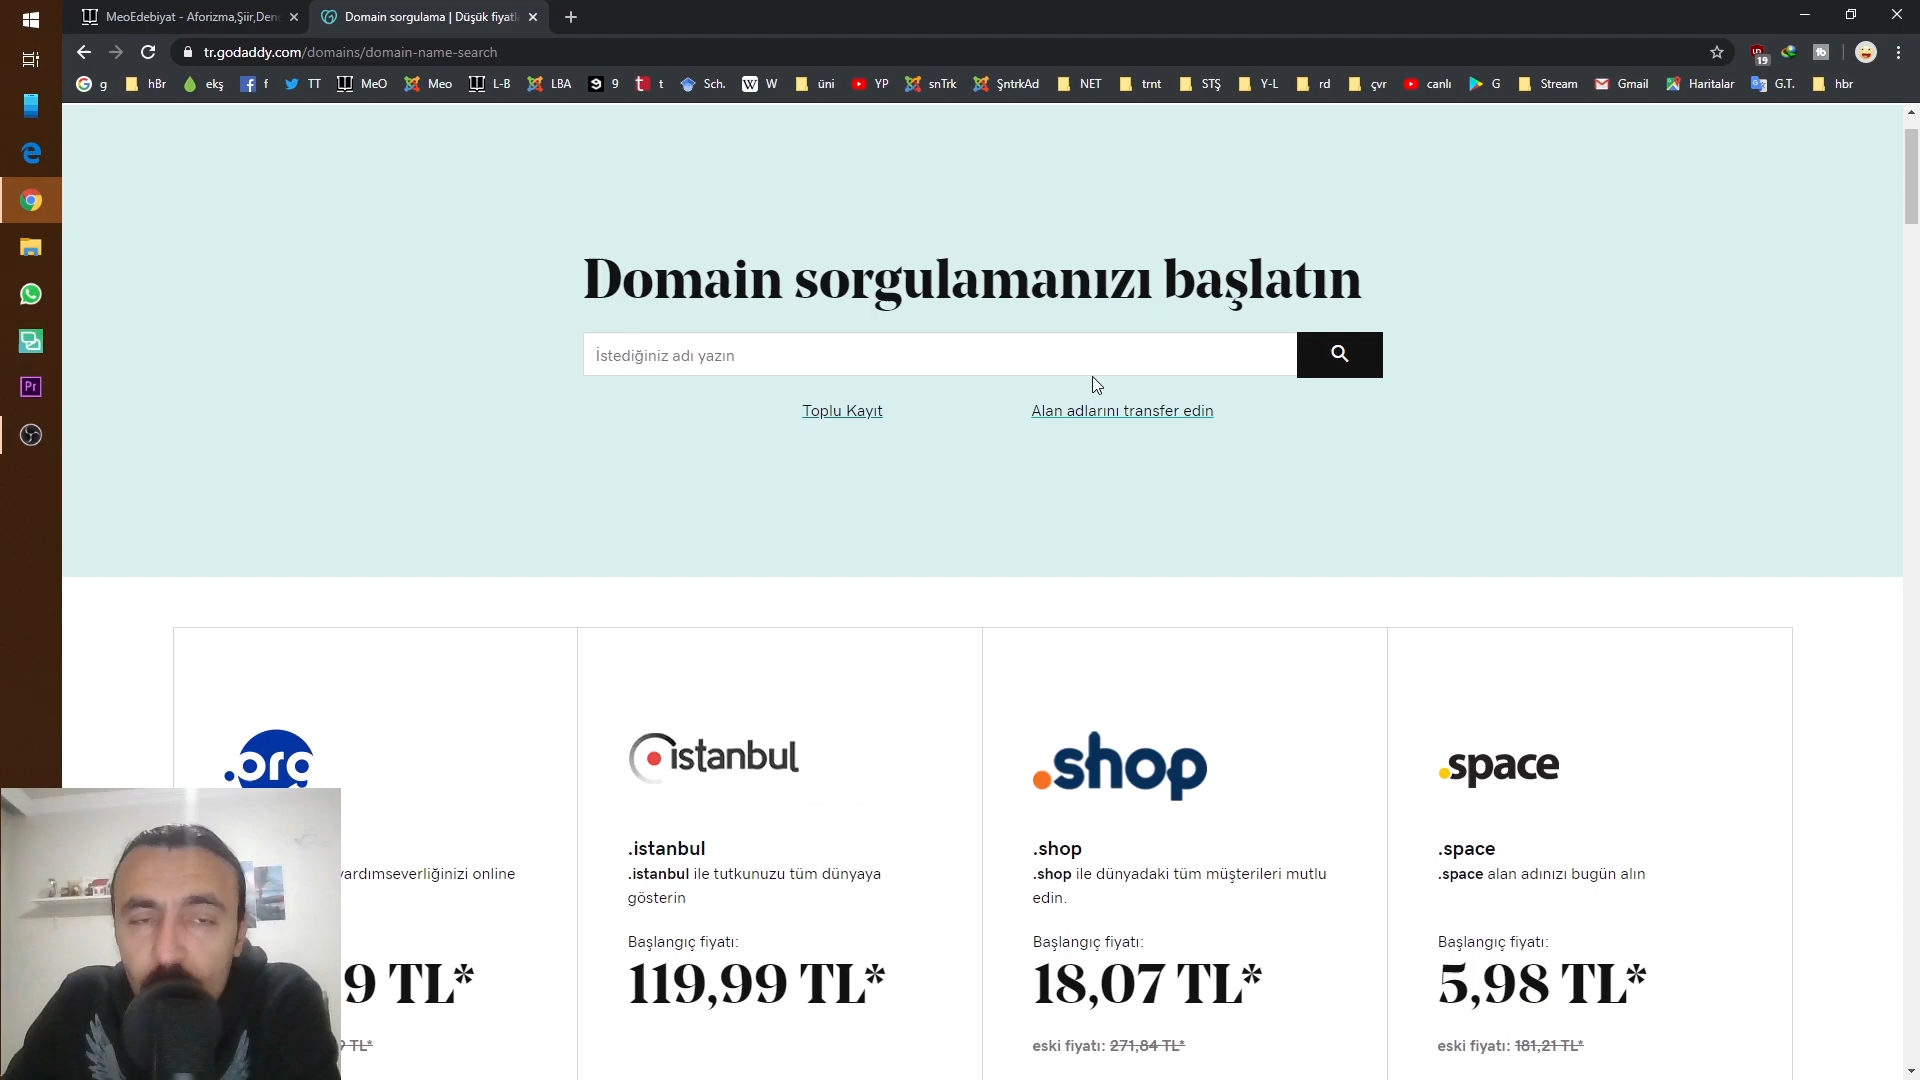 MeoEdebiyat - Aforizma,Şiir,Den
Domain sorgulama | Düşük fiyatl
tr.godaddy.com/domains/domain-name-search
19
g
hBr
ekş
f
TT
MeO
Meo
L-B
LBA
9
t
Sch.
W
üni
YP
snTrk
ŞntrkAd
NET
trnt
STŞ
Y-L
rd
çvr
canlı
G
Stream
Gmail
Haritalar
G.T.
hbr
Pr
Domain sorgulamanızı başlatın
İstediğiniz adı yazın
Toplu Kayıt
Alan adlarını transfer edin
.org
yardımseverliğinizi online
9 TL*
9 TL*
.istanbul
.istanbul
.istanbul ile tutkunuzu tüm dünyaya
gösterin
Başlangıç fiyatı:
119,99 TL*
.shop
.shop
.shop ile dünyadaki tüm müşterileri mutlu
edin.
Başlangıç fiyatı:
18,07 TL*
eski fiyatı: 271,84 TL*
.space
.space
.space alan adınızı bugün alın
Başlangıç fiyatı:
5,98 TL*
eski fiyatı: 181,21 TL*